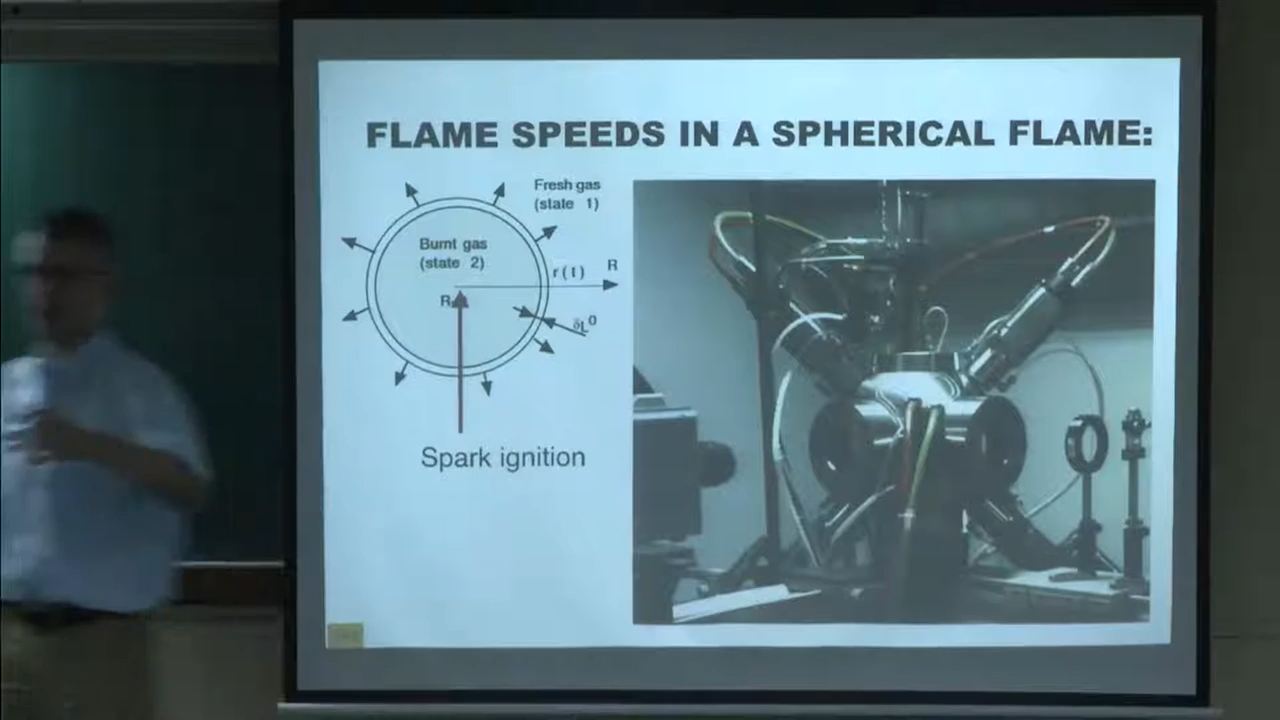 FLAME SPEEDS IN A SPHERICAL FLAME:
Fresh gas
(state 1)
Burnt gas
(state 2)
r(t) R
δL⁰
Spark ignition